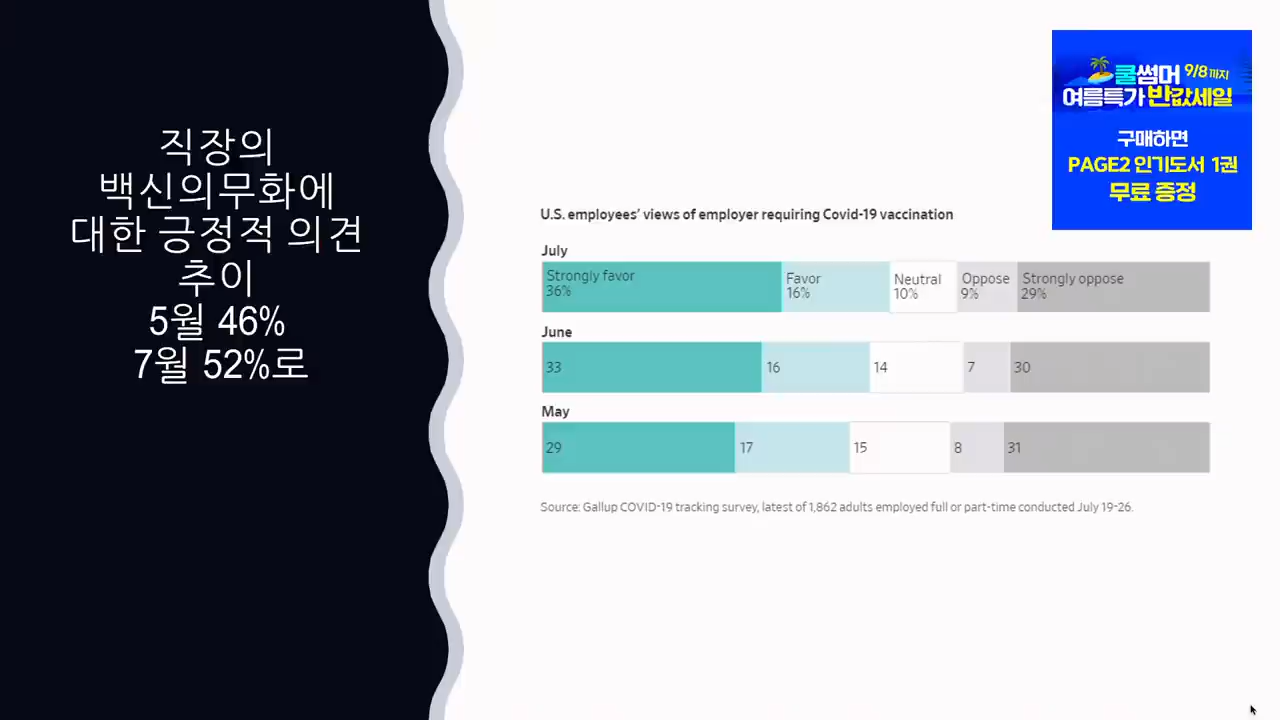 직장의
백신의무화에
대한 긍정적 의견
추이
5월 46%
7월 52%로
쿨썸머 9/8까지
여름특가 반값세일
구매하면
PAGE2 인기도서 1권
무료 증정
U.S. employees’ views of employer requiring Covid-19 vaccination
July
Strongly favor Favor Neutral Oppose Strongly oppose
36% 16% 10% 9% 29%
June
33 16 14 7 30
May
29 17 15 8 31
Source: Gallup COVID-19 tracking survey, latest of 1,862 adults employed full or part-time conducted July 19-26.